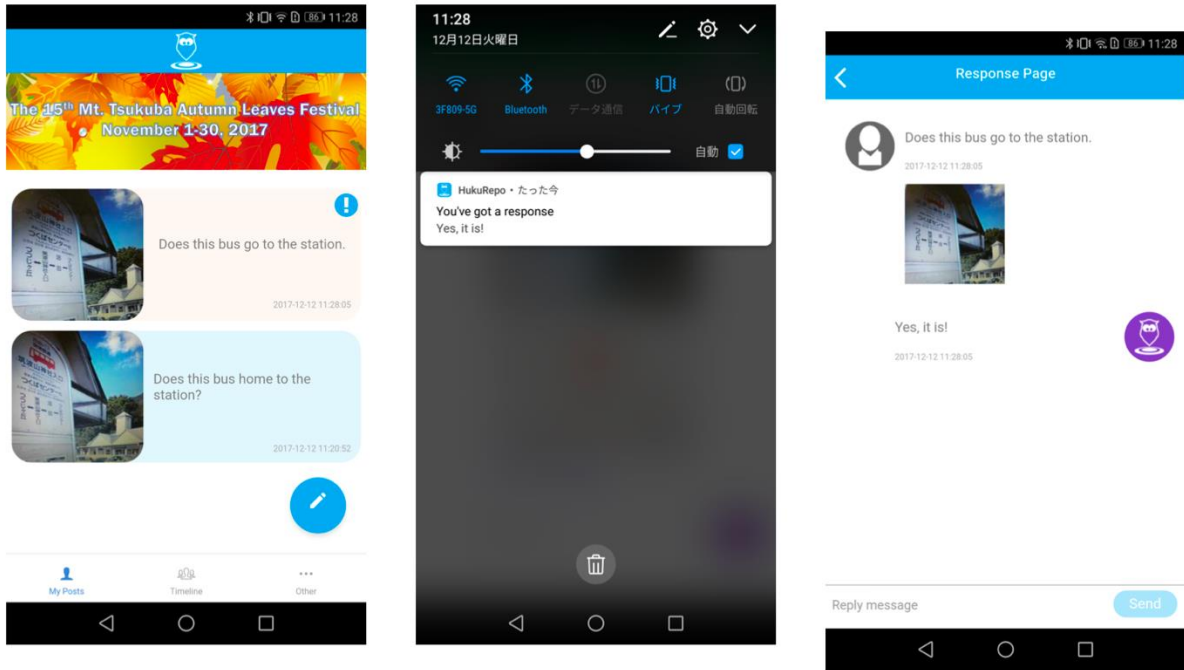 86 11:28
The 15th Mt. Tsukuba Autumn Leaves Festival
November 1-30, 2017
Does this bus go to the station.
2017-12-12 11:28:05
Does this bus home to the
station?
2017-12-12 11:20:52
My Posts
Timeline
Other
11:28
12月12日火曜日
3F809-5G
Bluetooth
データ通信
バイブ
自動回転
自動
HukuRepo・たった今
You've got a response
Yes, it is!
86 11:28
Response Page
Does this bus go to the station.
2017-12-12 11:28:05
Yes, it is!
2017-12-12 11:28:05
Reply message
Send